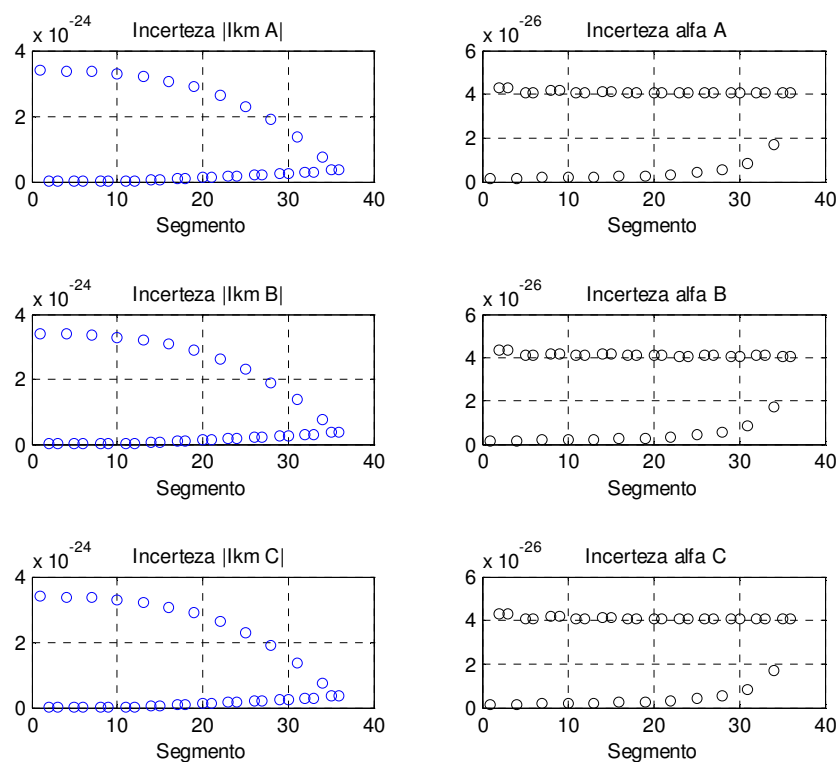 x 10^-24 Incerteza |Ikm A|
4
2
0
0 10 20 30 40
Segmento
x 10^-26 Incerteza alfa A
6
4
2
0
0 10 20 30 40
Segmento
x 10^-24 Incerteza |Ikm B|
4
2
0
0 10 20 30 40
Segmento
x 10^-26 Incerteza alfa B
6
4
2
0
0 10 20 30 40
Segmento
x 10^-24 Incerteza |Ikm C|
4
2
0
0 10 20 30 40
Segmento
x 10^-26 Incerteza alfa C
6
4
2
0
0 10 20 30 40
Segmento